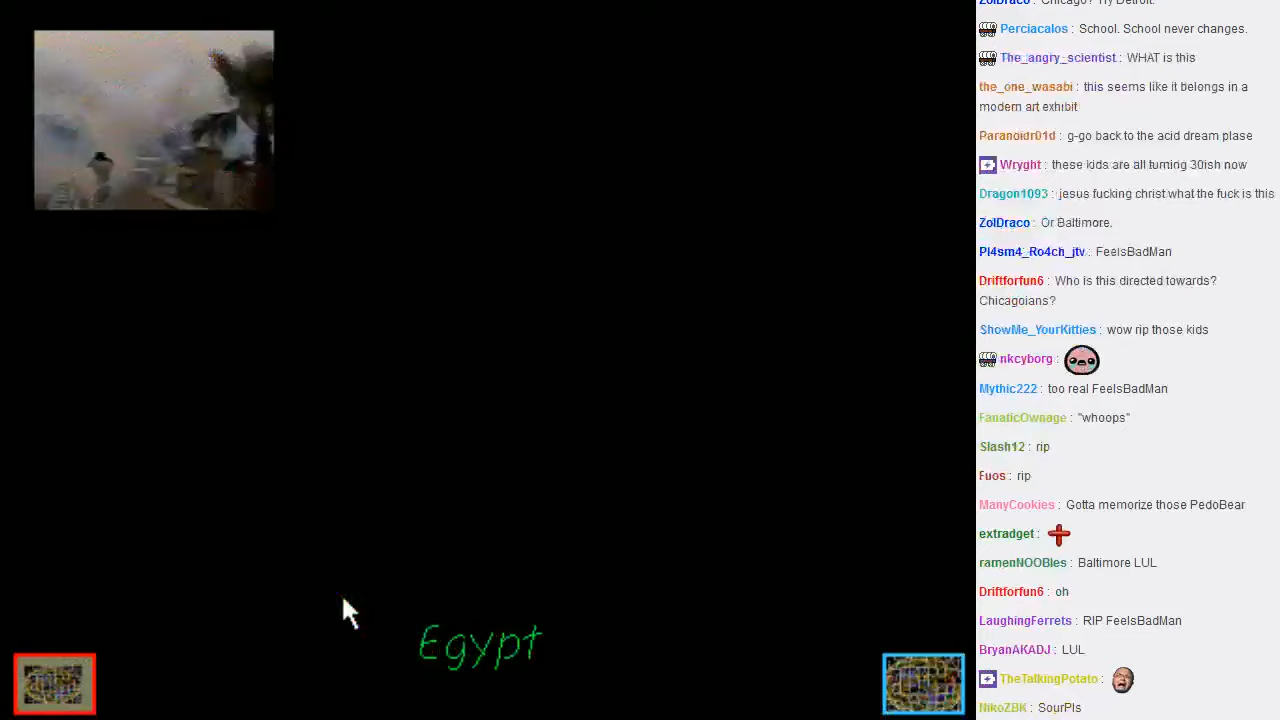 Egypt
ZolDraco: Chicago? Try Detroit.
Perciacalos: School. School never changes.
The_angry_scientist: WHAT is this
the_one_wasabi: this seems like it belongs in a
modern art exhibit
Paranoidr01d: g-go back to the acid dream plase
Wryght: these kids are all turning 30ish now
Dragon1093: jesus fucking christ what the fuck is this
ZolDraco: Or Baltimore.
Pl4sm4_Ro4ch_jtv: FeelsBadMan
Driftforfun6: Who is this directed towards?
Chicagoians?
ShowMe_YourKitties: wow rip those kids
nkcyborg:
Mythic222: too real FeelsBadMan
FanaticOwnage: "whoops"
Slash12: rip
Fuos: rip
ManyCookies: Gotta memorize those PedoBear
extradget:
ramenNOOBles: Baltimore LUL
Driftforfun6: oh
LaughingFerrets: RIP FeelsBadMan
BryanAKADJ: LUL
TheTalkingPotato:
NikoZBK: SourPls